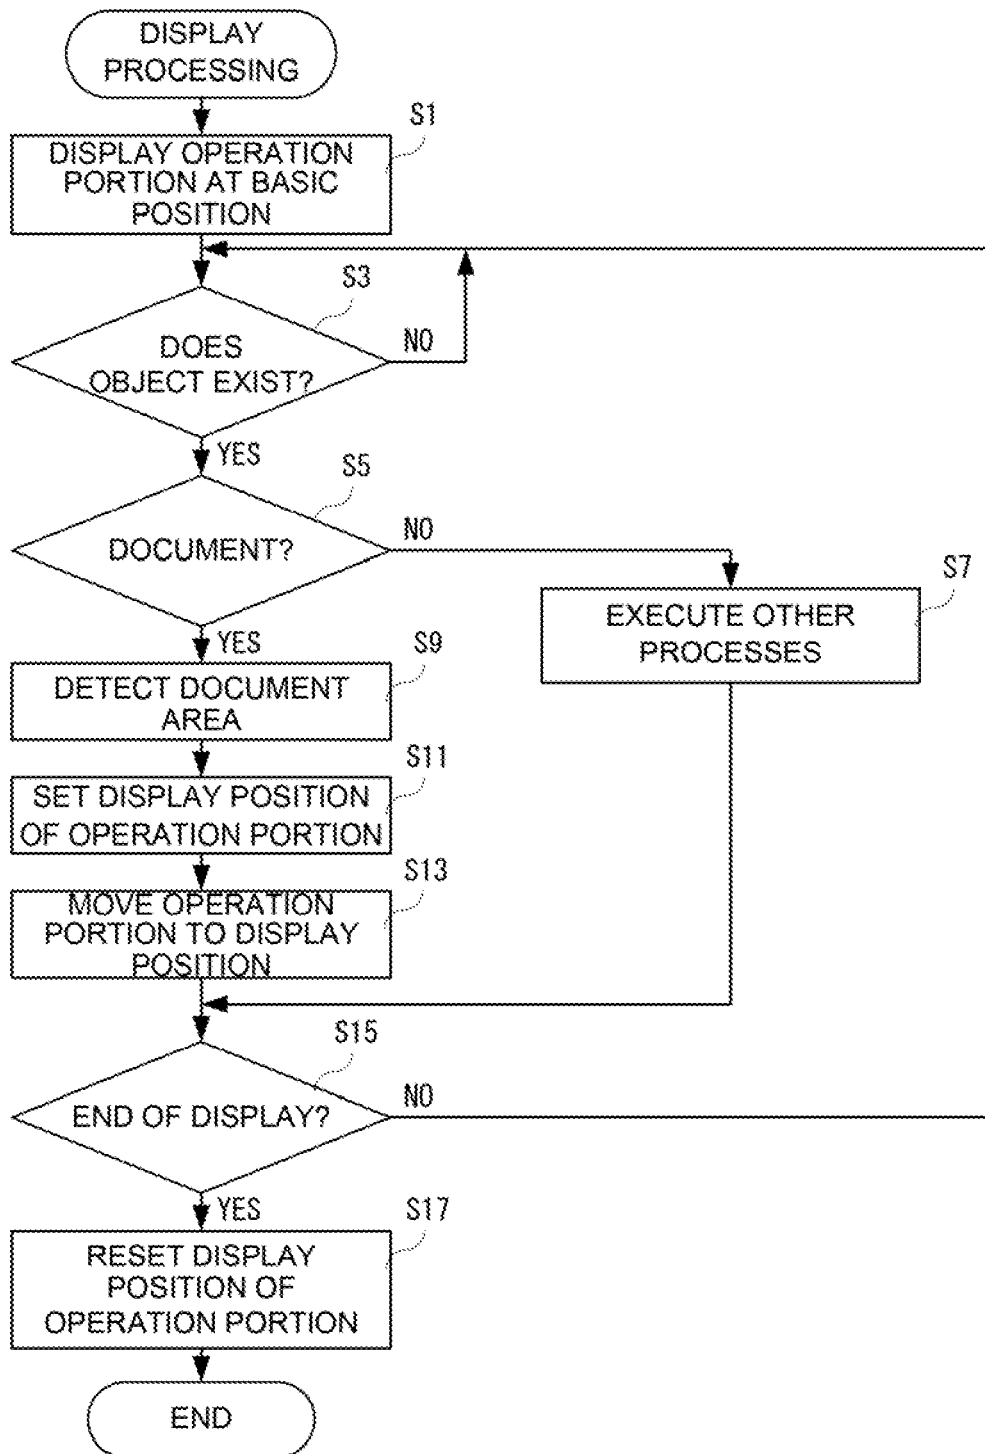 DISPLAY
PROCESSING
S1
DISPLAY OPERATION
PORTION AT BASIC
POSITION
S3
DOES
OBJECT EXIST?
NO
YES
S5
DOCUMENT?
NO
S7
EXECUTE OTHER
PROCESSES
YES
S9
DETECT DOCUMENT
AREA
S11
SET DISPLAY POSITION
OF OPERATION PORTION
S13
MOVE OPERATION
PORTION TO DISPLAY
POSITION
S15
END OF DISPLAY?
NO
YES
S17
RESET DISPLAY
POSITION OF
OPERATION PORTION
END